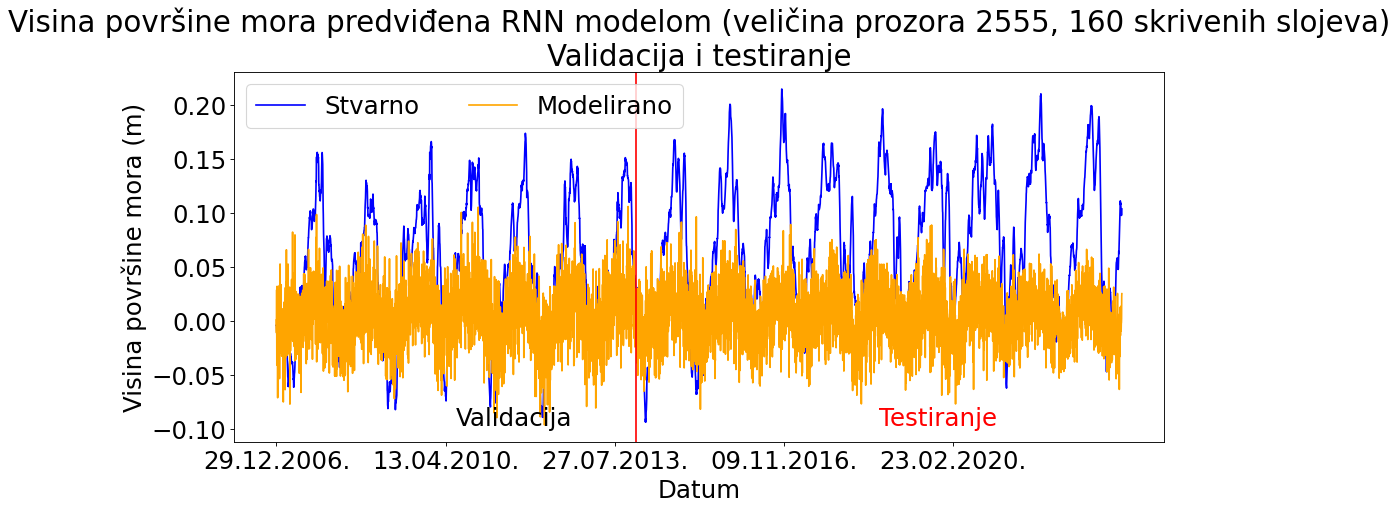 Visina površine mora predviđena RNN modelom (veličina prozora 2555, 160 skrivenih slojeva)
Validacija i testiranje
Stvarno
Modelirano
Visina površine mora (m)
0.20
0.15
0.10
0.05
0.00
−0.05
−0.10
Validacija
Testiranje
29.12.2006.
13.04.2010.
27.07.2013.
09.11.2016.
23.02.2020.
Datum